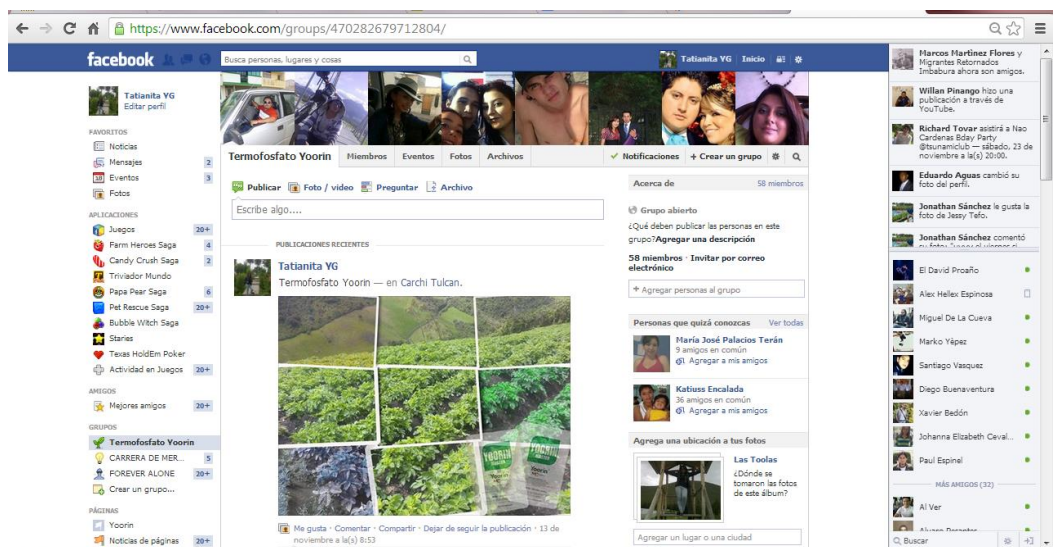 https://www.facebook.com/groups/470282679712804/
facebook
Busca personas, lugares y cosas
Tatianita YG
Inicio
Tatianita YG
Editar perfil
FAVORITOS
Noticias
Mensajes 2
Eventos 3
Fotos
APLICACIONES
Juegos 20+
Farm Heroes Saga 4
Candy Crush Saga 2
Triviador Mundo
Papa Pear Saga 6
Pet Rescue Saga 20+
Bubble Witch Saga
Staries
Texas HoldEm Poker
Actividad en Juegos 20+
AMIGOS
Mejores amigos 20+
GRUPOS
Termofosfato Yoorin
CARRERA DE MER... 5
FOREVER ALONE 20+
Crear un grupo...
PÁGINAS
Yoorin
Noticias de páginas 20+
Termofosfato Yoorin Miembros Eventos Fotos Archivos
✓ Notificaciones + Crear un grupo
Publicar Foto / video Preguntar Archivo
Escribe algo....
PUBLICACIONES RECIENTES
Tatianita YG
Termofosfato Yoorin — en Carchi Tulcan.
YOORIN
YOORIN
Yoorin
Me gusta · Comentar · Compartir · Dejar de seguir la publicación · 13 de
noviembre a la(s) 8:53
Acerca de 58 miembros
Grupo abierto
¿Qué deben publicar las personas en este
grupo?Agregar una descripción
58 miembros · Invitar por correo
electrónico
+ Agregar personas al grupo
Personas que quizá conozcas Ver todas
María José Palacios Terán
9 amigos en común
Agregar a mis amigos
Katiuss Encalada
36 amigos en común
Agregar a mis amigos
Agrega una ubicación a tus fotos
Las Toolas
¿Dónde se
tomaron las fotos
de este álbum?
Agregar un lugar o una ciudad
Marcos Martinez Flores y
Migrantes Retornados
Imbabura ahora son amigos.
Willan Pinango hizo una
publicación a través de
YouTube.
Richard Tovar asistirá a Nao
Cardenas Bday Party
@tsunamiclub — sábado, 23 de
noviembre a la(s) 20:00.
Eduardo Aguas cambió su
foto del perfil.
Jonathan Sánchez le gusta la
foto de Jessy Tefo.
Jonathan Sánchez comentó
El David Proaño
Alex Hellex Espinosa
Miguel De La Cueva
Marko Yépez
Santiago Vasquez
Diego Buenaventura
Xavier Bedón
Johanna Elizabeth Ceval...
Paul Espinel
MÁS AMIGOS (32)
Al Ver
Buscar